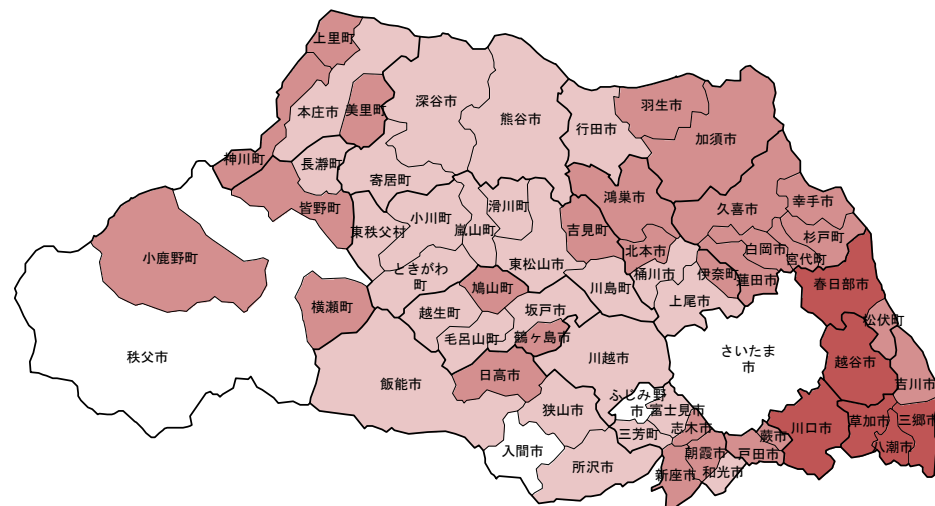 上里町
本庄市
美里町
深谷市
熊谷市
行田市
羽生市
加須市
神川町
長瀞町
寄居町
皆野町
東秩父村
小川町
嵐山町
滑川町
吉見町
鴻巣市
久喜市
幸手市
杉戸町
宮代町
白岡市
北本市
小鹿野町
ときがわ
町
東松山市
桶川市
伊奈町
蓮田市
春日部市
横瀬町
鳩山町
川島町
上尾市
越生町
坂戸市
松伏町
毛呂山町
鶴ヶ島市
秩父市
川越市
さいたま
市
越谷市
飯能市
日高市
吉川市
ふじみ野
市
狭山市
富士見市
志木市
三芳町
川口市
草加市
三郷市
八潮市
蕨市
戸田市
入間市
所沢市
朝霞市
新座市
和光市